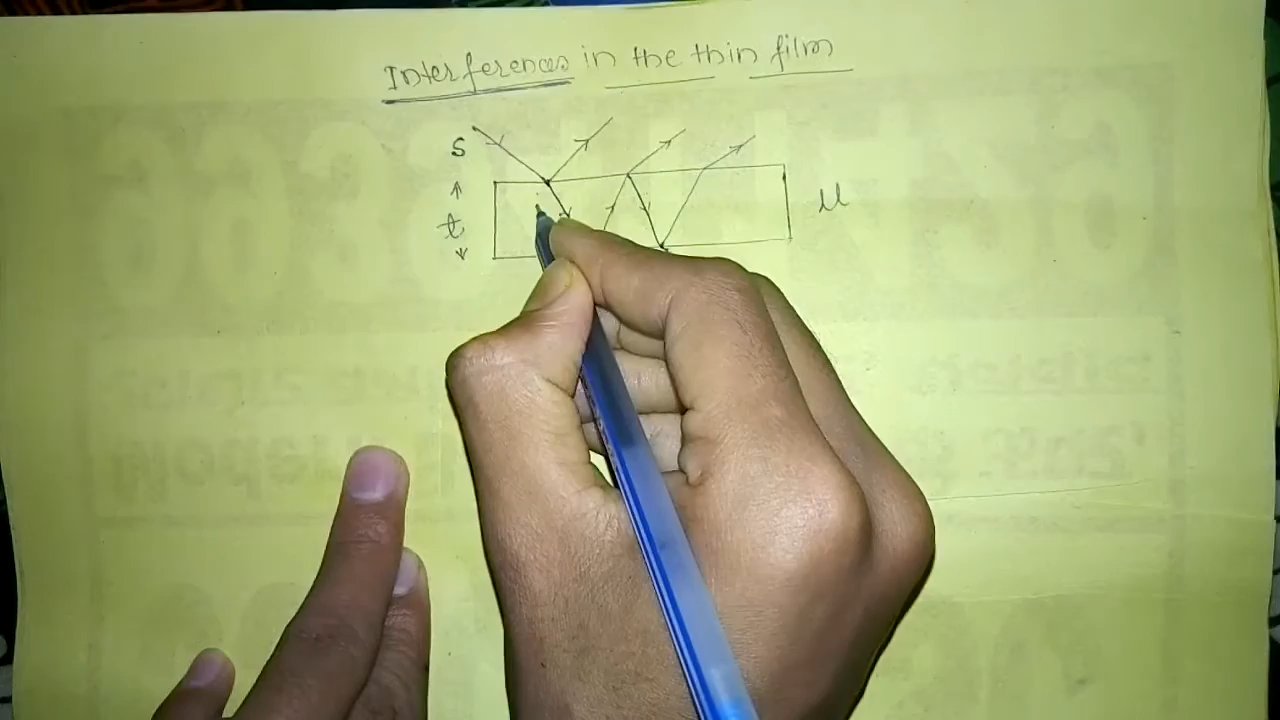 Interferences in the thin film
S
t
μ